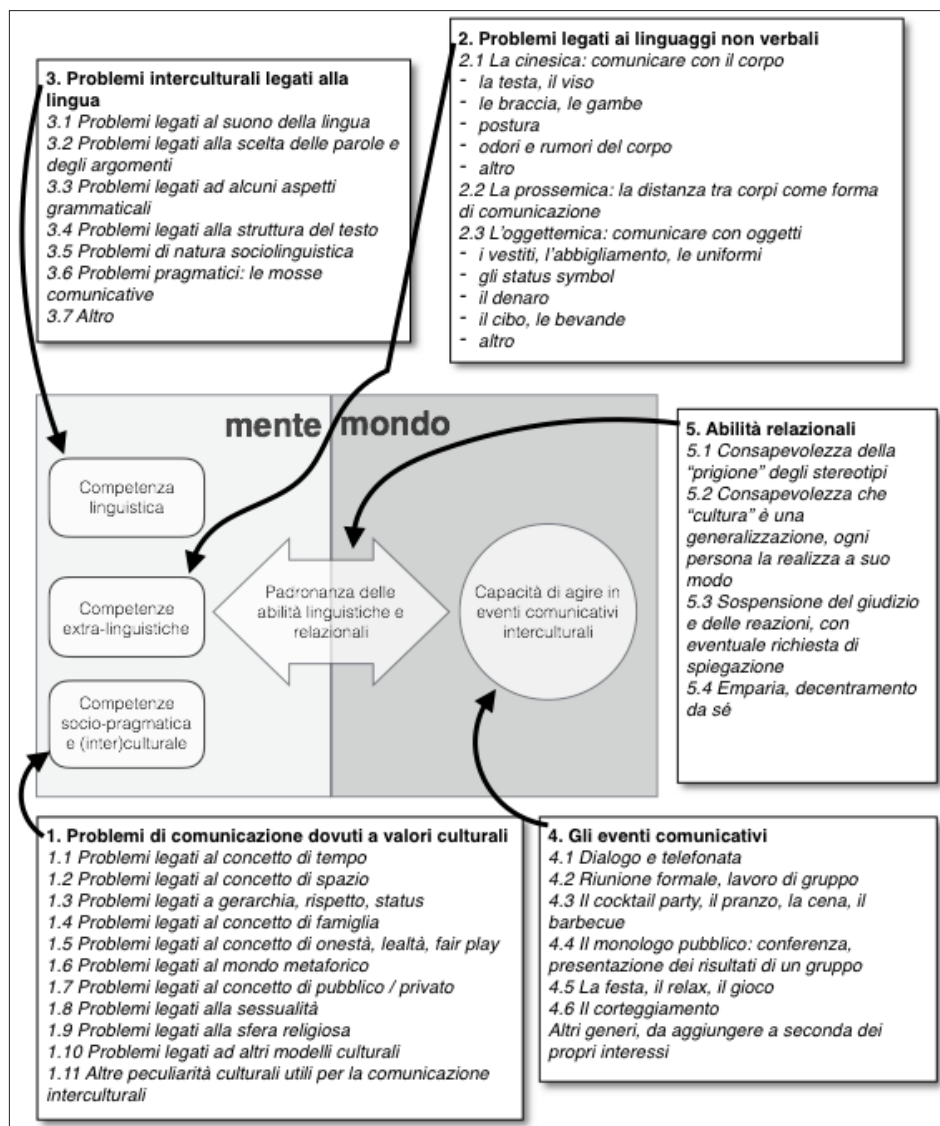 3. Problemi interculturali legati alla
lingua
3.1 Problemi legati al suono della lingua
3.2 Problemi legati alla scelta delle parole e
degli argomenti
3.3 Problemi legati ad alcuni aspetti
grammaticali
3.4 Problemi legati alla struttura del testo
3.5 Problemi di natura sociolinguistica
3.6 Problemi pragmatici: le mosse
comunicative
3.7 Altro
2. Problemi legati ai linguaggi non verbali
2.1 La cinesica: comunicare con il corpo
- la testa, il viso
- le braccia, le gambe
- postura
- odori e rumori del corpo
- altro
2.2 La prossemica: la distanza tra corpi come forma
di comunicazione
2.3 L'oggettemica: comunicare con oggetti
- i vestiti, l'abbigliamento, le uniformi
- gli status symbol
- il denaro
- il cibo, le bevande
- altro
mente mondo
Competenza
linguistica
Competenze
extra-linguistiche
Competenze
socio-pragmatica
e (inter)culturale
Padronanza delle
abilità linguistiche e
relazionali
Capacità di agire in
eventi comunicativi
interculturali
5. Abilità relazionali
5.1 Consapevolezza della
"prigione" degli stereotipi
5.2 Consapevolezza che
"cultura" è una
generalizzazione, ogni
persona la realizza a suo
modo
5.3 Sospensione del giudizio
e delle reazioni, con
eventuale richiesta di
spiegazione
5.4 Emparia, decentramento
da sé
1. Problemi di comunicazione dovuti a valori culturali
1.1 Problemi legati al concetto di tempo
1.2 Problemi legati al concetto di spazio
1.3 Problemi legati a gerarchia, rispetto, status
1.4 Problemi legati al concetto di famiglia
1.5 Problemi legati al concetto di onestà, lealtà, fair play
1.6 Problemi legati al mondo metaforico
1.7 Problemi legati al concetto di pubblico / privato
1.8 Problemi legati alla sessualità
1.9 Problemi legati alla sfera religiosa
1.10 Problemi legati ad altri modelli culturali
1.11 Altre peculiarità culturali utili per la comunicazione
interculturali
4. Gli eventi comunicativi
4.1 Dialogo e telefonata
4.2 Riunione formale, lavoro di gruppo
4.3 Il cocktail party, il pranzo, la cena, il
barbecue
4.4 Il monologo pubblico: conferenza,
presentazione dei risultati di un gruppo
4.5 La festa, il relax, il gioco
4.6 Il corteggiamento
Altri generi, da aggiungere a seconda dei
propri interessi